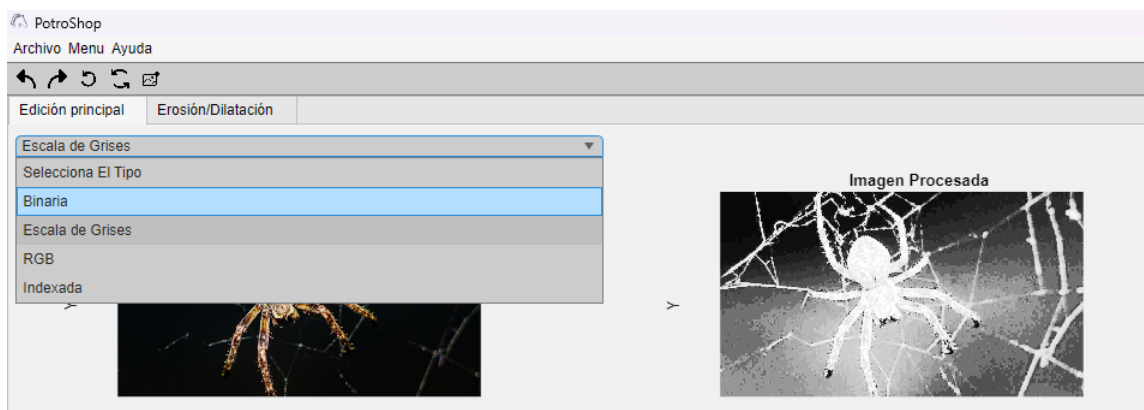 PotroShop
Archivo Menu Ayuda
Edición principal Erosión/Dilatación
Escala de Grises
Selecciona El Tipo
Binaria
Escala de Grises
RGB
Indexada
Imagen Procesada
Y
Y